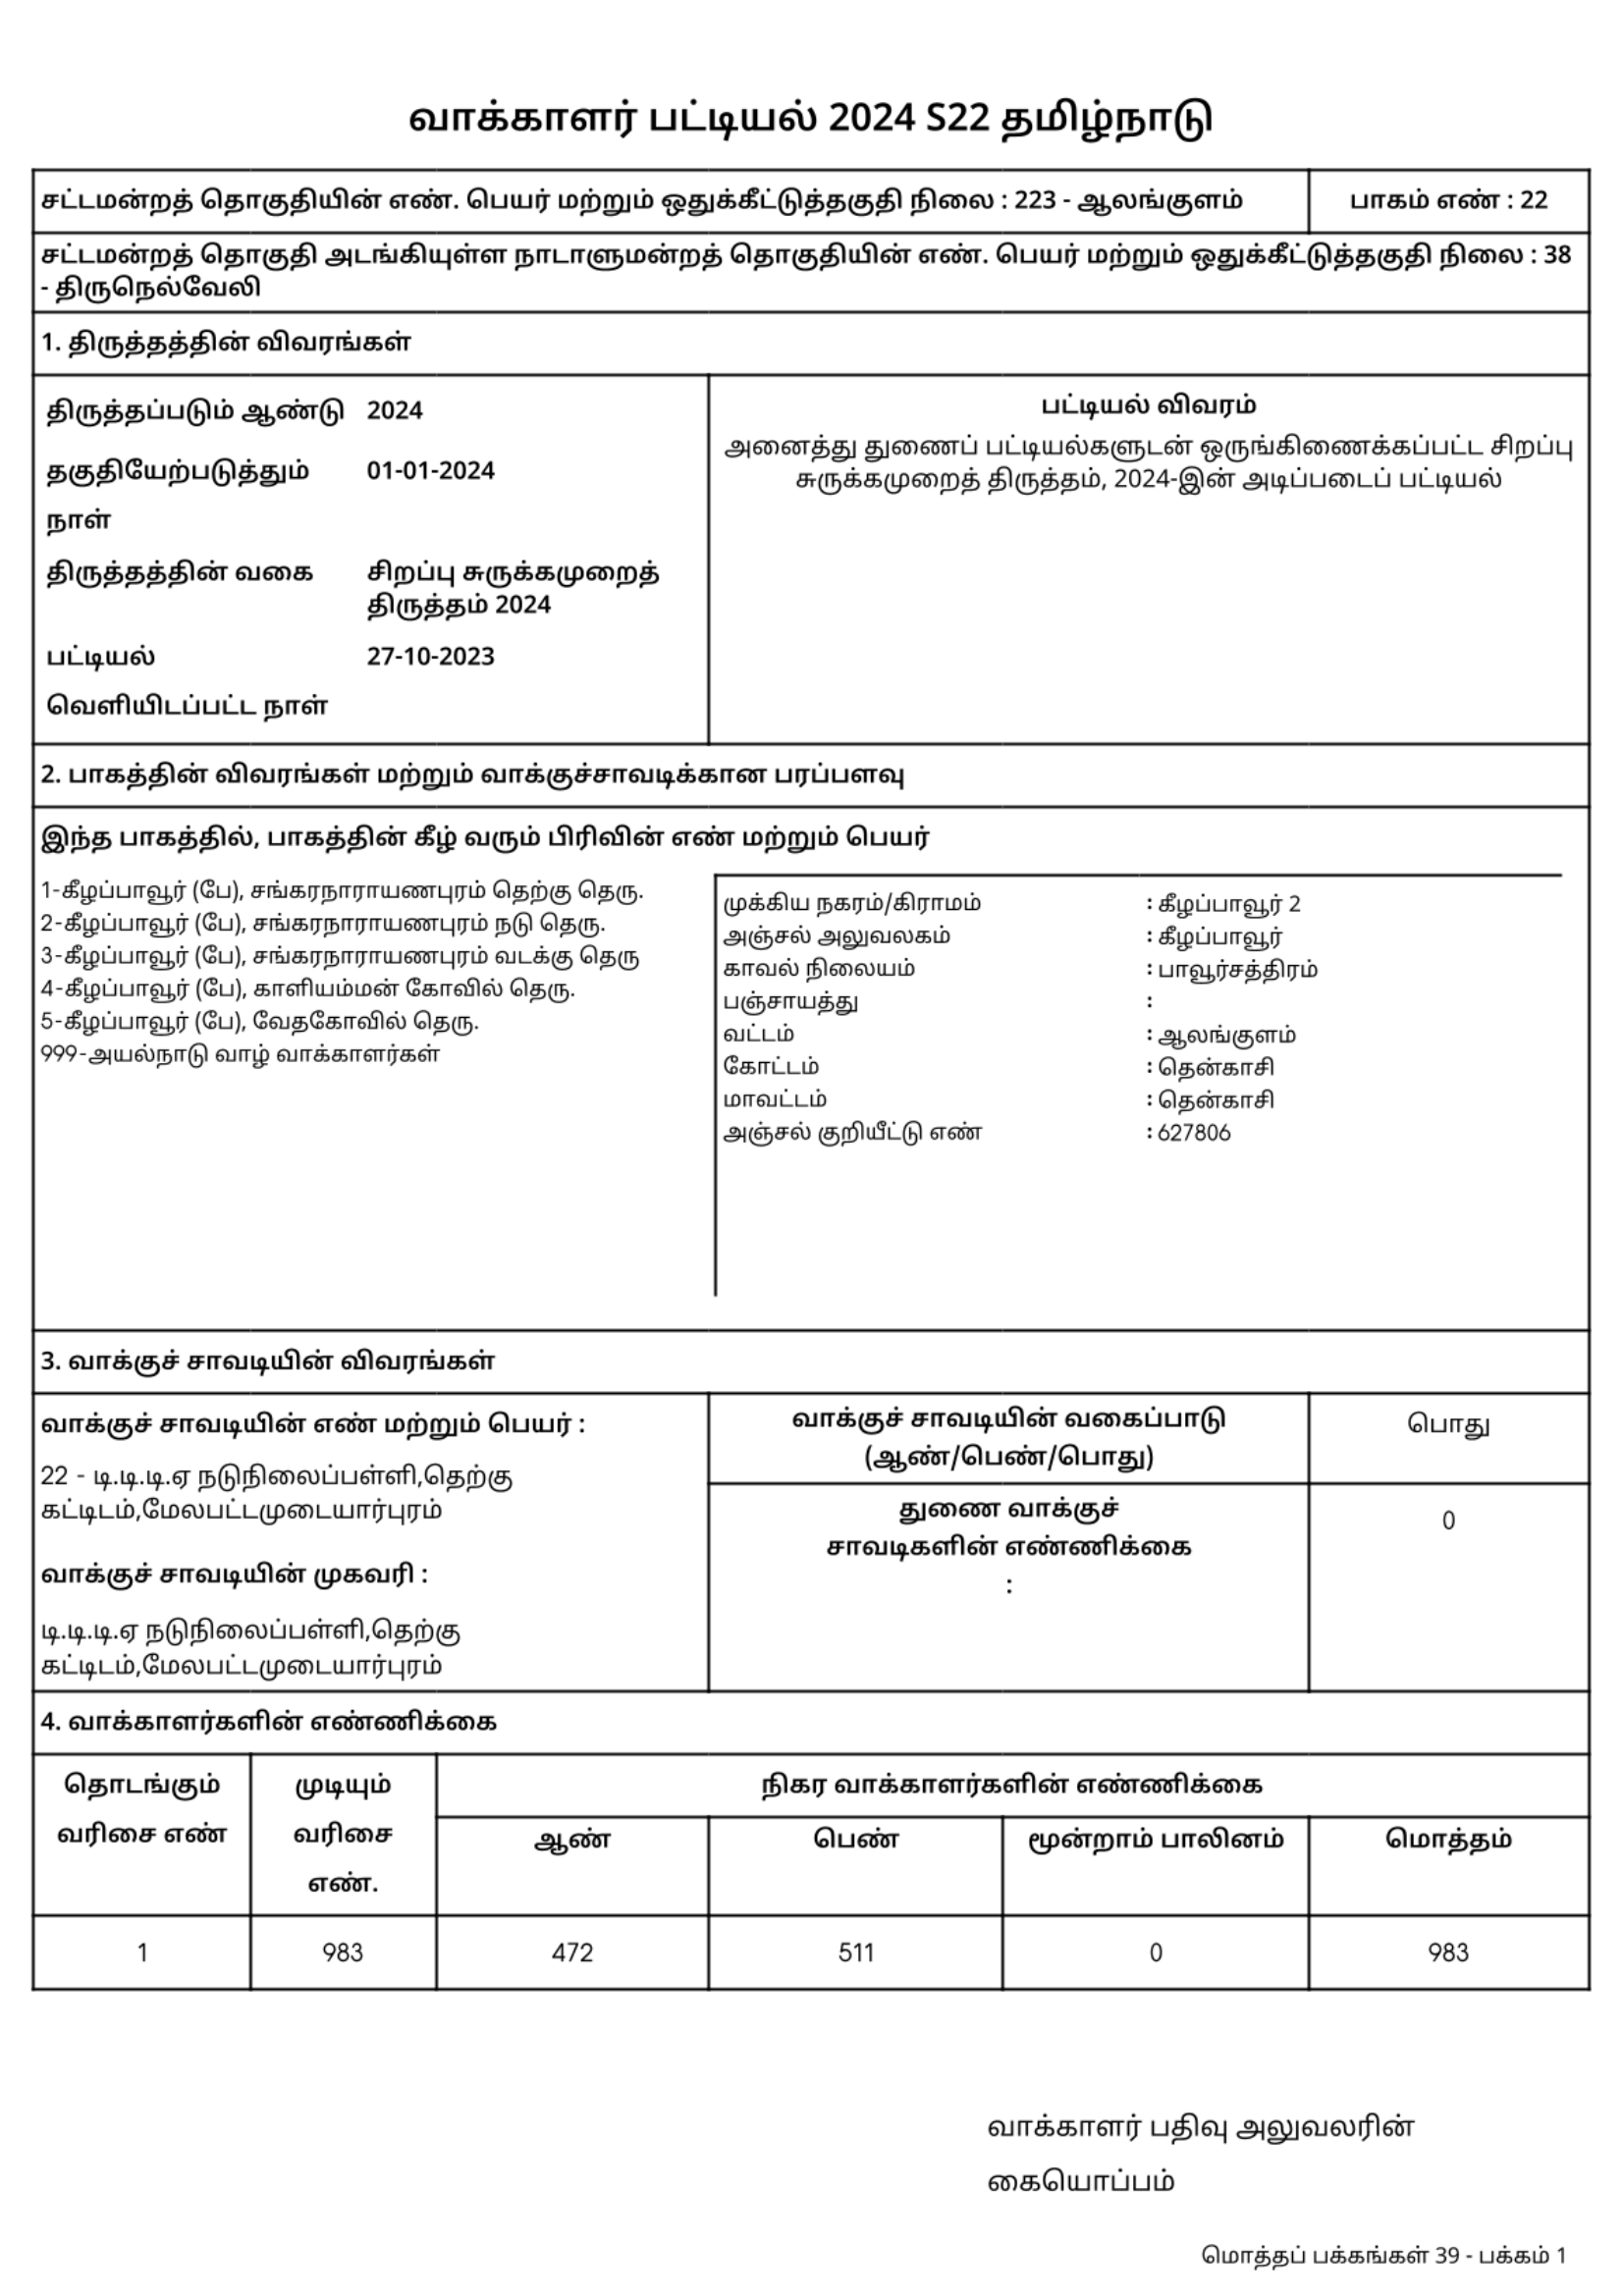 வாக்காளர் பட்டியல் 2024 S22 தமிழ்நாடு
சட்டமன்றத் தொகுதியின் எண். பெயர் மற்றும் ஒதுக்கீட்டுத்தகுதி நிலை : 223 - ஆலங்குளம்
பாகம் எண் : 22
சட்டமன்றத் தொகுதி அடங்கியுள்ள நாடாளுமன்றத் தொகுதியின் எண். பெயர் மற்றும் ஒதுக்கீட்டுத்தகுதி நிலை : 38
- திருநெல்வேலி
1. திருத்தத்தின் விவரங்கள்
திருத்தப்படும் ஆண்டு 2024
தகுதியேற்படுத்தும் 01-01-2024
நாள்
திருத்தத்தின் வகை சிறப்பு சுருக்கமுறைத்
திருத்தம் 2024
பட்டியல் 27-10-2023
வெளியிடப்பட்ட நாள்
பட்டியல் விவரம்
அனைத்து துணைப் பட்டியல்களுடன் ஒருங்கிணைக்கப்பட்ட சிறப்பு
சுருக்கமுறைத் திருத்தம், 2024-இன் அடிப்படைப் பட்டியல்
2. பாகத்தின் விவரங்கள் மற்றும் வாக்குச்சாவடிக்கான பரப்பளவு
இந்த பாகத்தில், பாகத்தின் கீழ் வரும் பிரிவின் எண் மற்றும் பெயர்
1-கீழப்பாவூர் (பே), சங்கரநாராயணபுரம் தெற்கு தெரு.
2-கீழப்பாவூர் (பே), சங்கரநாராயணபுரம் நடு தெரு.
3-கீழப்பாவூர் (பே), சங்கரநாராயணபுரம் வடக்கு தெரு
4-கீழப்பாவூர் (பே), காளியம்மன் கோவில் தெரு.
5-கீழப்பாவூர் (பே), வேதகோவில் தெரு.
999-அயல்நாடு வாழ் வாக்காளர்கள்
முக்கிய நகரம்/கிராமம் : கீழப்பாவூர் 2
அஞ்சல் அலுவலகம் : கீழப்பாவூர்
காவல் நிலையம் : பாவூர்சத்திரம்
பஞ்சாயத்து :
வட்டம் : ஆலங்குளம்
கோட்டம் : தென்காசி
மாவட்டம் : தென்காசி
அஞ்சல் குறியீட்டு எண் : 627806
3. வாக்குச் சாவடியின் விவரங்கள்
வாக்குச் சாவடியின் எண் மற்றும் பெயர் :
22 - டி.டி.டி.ஏ நடுநிலைப்பள்ளி,தெற்கு
கட்டிடம்,மேலபட்டமுடையார்புரம்
வாக்குச் சாவடியின் முகவரி :
டி.டி.டி.ஏ நடுநிலைப்பள்ளி,தெற்கு
கட்டிடம்,மேலபட்டமுடையார்புரம்
வாக்குச் சாவடியின் வகைப்பாடு
(ஆண்/பெண்/பொது)
பொது
துணை வாக்குச்
சாவடிகளின் எண்ணிக்கை
:
0
4. வாக்காளர்களின் எண்ணிக்கை
தொடங்கும்
வரிசை எண்
முடியும்
வரிசை
எண்.
நிகர வாக்காளர்களின் எண்ணிக்கை
ஆண் பெண் மூன்றாம் பாலினம் மொத்தம்
1 983 472 511 0 983
வாக்காளர் பதிவு அலுவலரின்
கையொப்பம்
மொத்தப் பக்கங்கள் 39 - பக்கம் 1